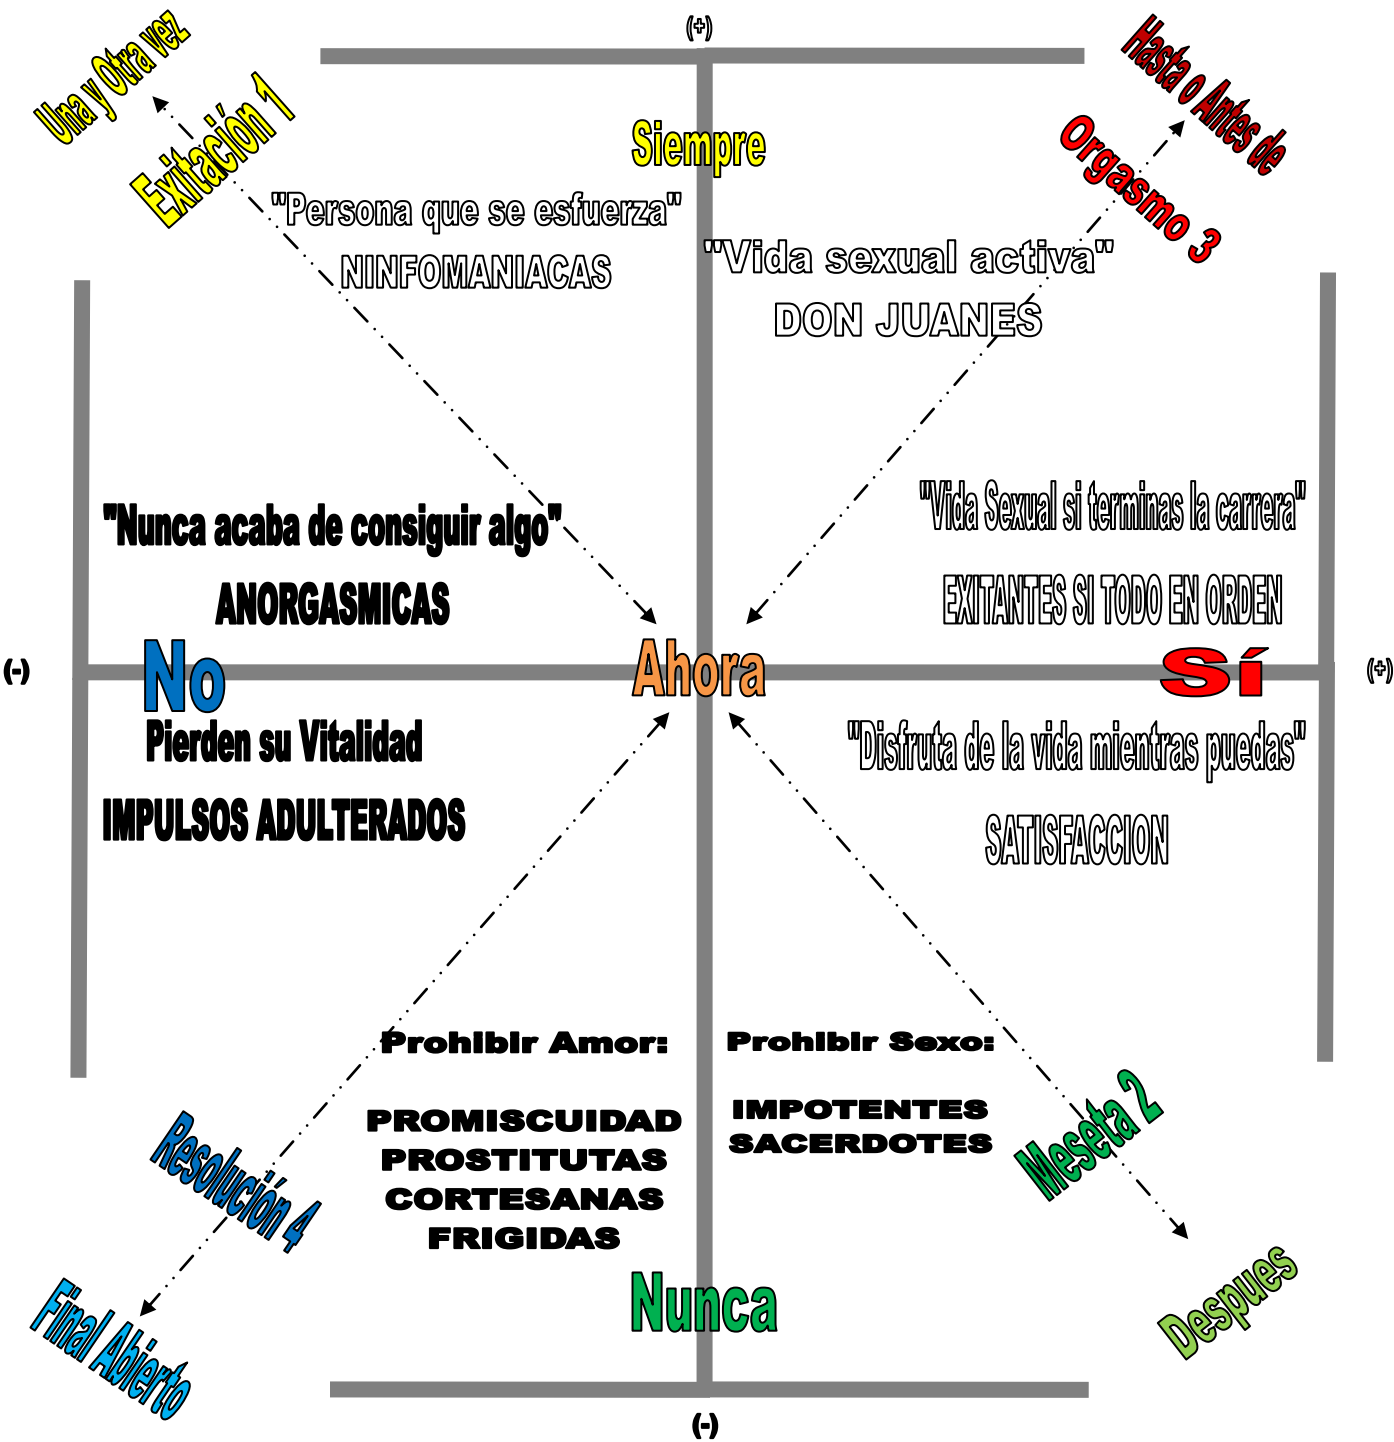 (+)
Una y Otra vez
Hasta o Antes de
Exitación 1
Siempre
Orgasmo 3
"Persona que se esfuerza"
NINFOMANIACAS
"Vida sexual activa"
DON JUANES
"Nunca acaba de consiguir algo"
ANORGASMICAS
"Vida Sexual si terminas la carrera"
EXITANTES SI TODO EN ORDEN
(-)
No
Ahora
Sí
(+)
Pierden su Vitalidad
IMPULSOS ADULTERADOS
"Disfruta de la vida mientras puedas"
SATISFACCION
Prohibir Amor:
PROMISCUIDAD
PROSTITUTAS
CORTESANAS
FRIGIDAS
Prohibir Sexo:
IMPOTENTES
SACERDOTES
Meseta 2
Resolución 4
Nunca
Final Abierto
Despues
(-)